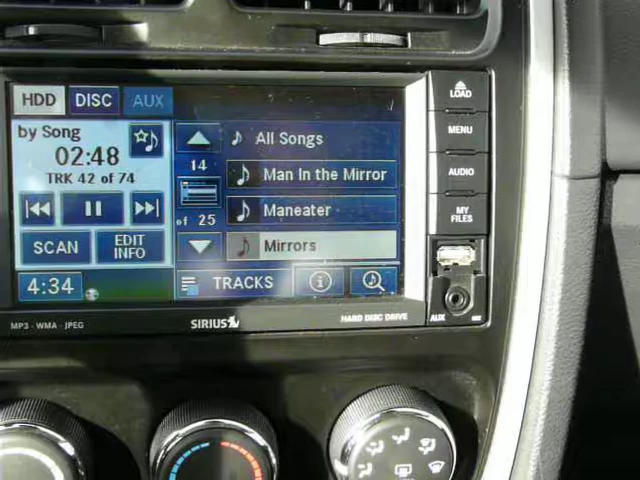 HDD DISC AUX
by Song
02:48
TRK 42 of 74
SCAN
EDIT INFO
4:34
14
of 25
All Songs
Man In the Mirror
Maneater
Mirrors
TRACKS
LOAD
MENU
AUDIO
MY FILES
AUX
MP3 - WMA - JPEG
SIRIUS
HARD DISC DRIVE